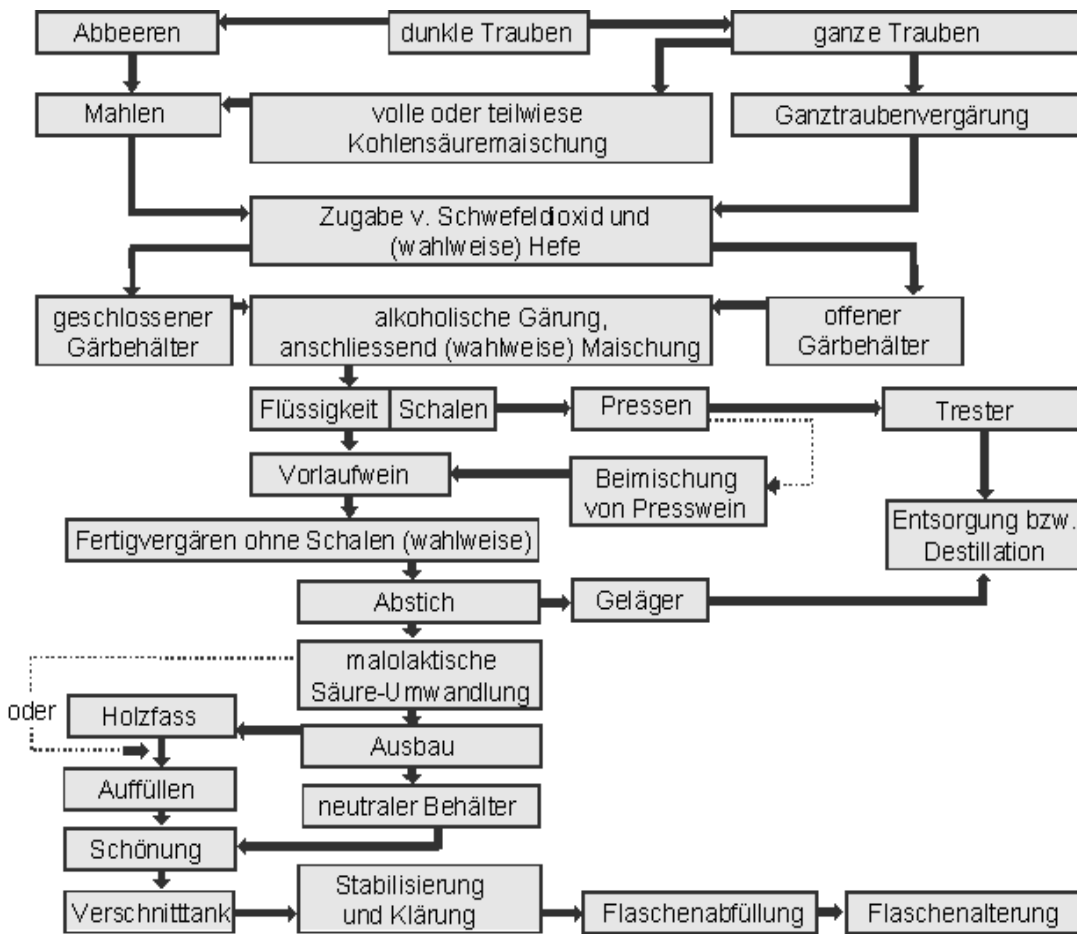 Abbeeren
dunkle Trauben
ganze Trauben
Mahlen
volle oder teilwiese
Kohlensäuremaischung
Ganztraubenvergärung
Zugabe v. Schwefeldioxid und
(wahlweise) Hefe
geschlossener
Gärbehälter
alkoholische Gärung,
anschliessend (wahlweise) Maischung
offener
Gärbehälter
Flüssigkeit
Schalen
Pressen
Trester
Vorlaufwein
Beimischung
von Presswein
Entsorgung bzw.
Destillation
Fertigvergären ohne Schalen (wahlweise)
Abstich
Geläger
malolaktische
Säure-Umwandlung
oder
Holzfass
Ausbau
Auffüllen
neutraler Behälter
Schönung
Verschnitttank
Stabilisierung
und Klärung
Flaschenabfüllung
Flaschenalterung